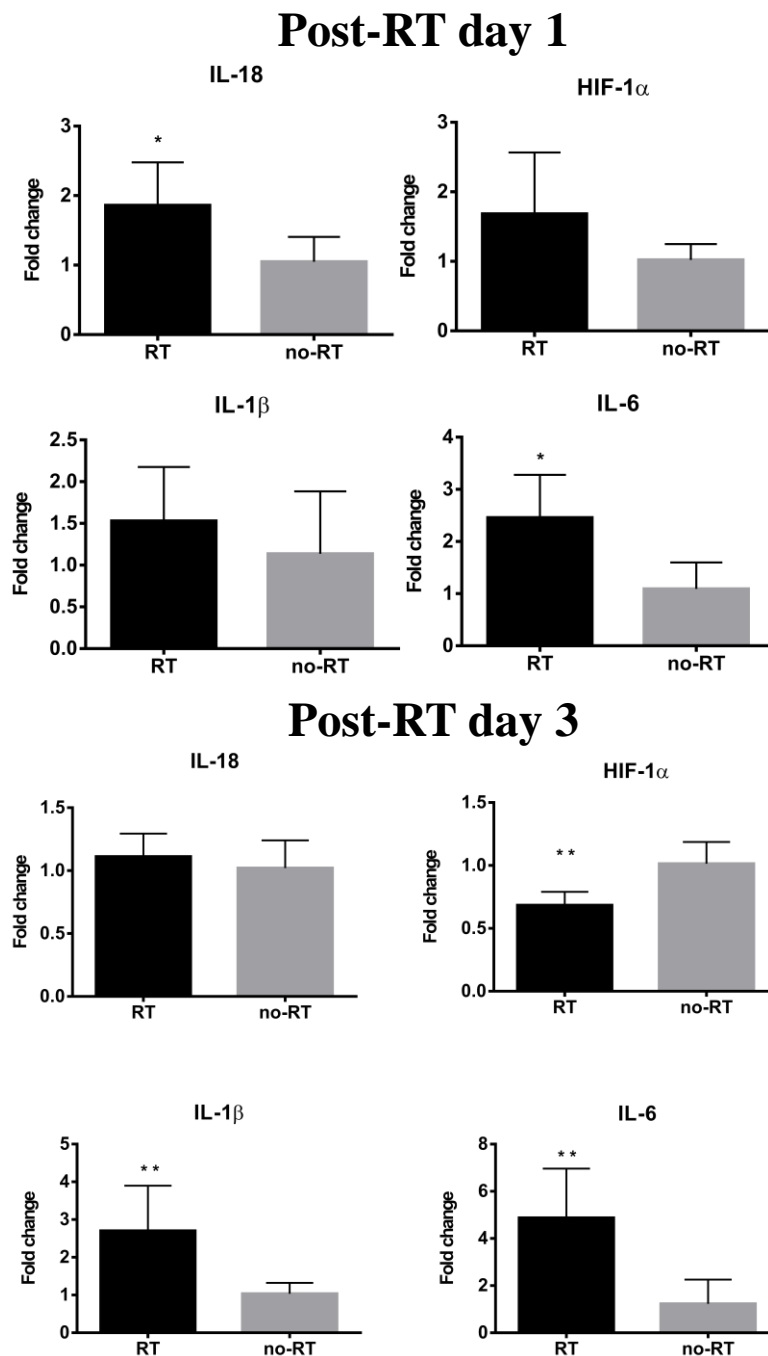 Post-RT day 1
IL-18
Fold change
3
2
1
0
*
RT no-RT
HIF-1α
Fold change
3
2
1
0
RT no-RT
IL-1β
Fold change
2.5
2.0
1.5
1.0
0.5
0.0
RT no-RT
IL-6
Fold change
4
3
2
1
0
*
RT no-RT
Post-RT day 3
IL-18
Fold change
1.5
1.0
0.5
0.0
RT no-RT
HIF-1α
Fold change
1.5
1.0
0.5
0.0
**
RT no-RT
IL-1β
Fold change
5
4
3
2
1
0
**
RT no-RT
IL-6
Fold change
8
6
4
2
0
**
RT no-RT